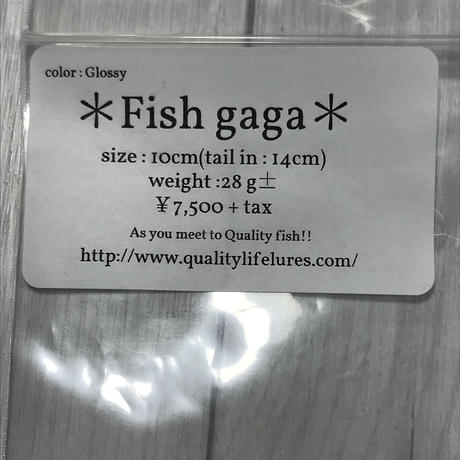 color : Glossy
＊Fish gaga＊
size : 10cm(tail in : 14cm)
weight :28 g±
¥ 7,500 + tax
As you meet to Quality fish!!
http://www.qualitylifelures.com/